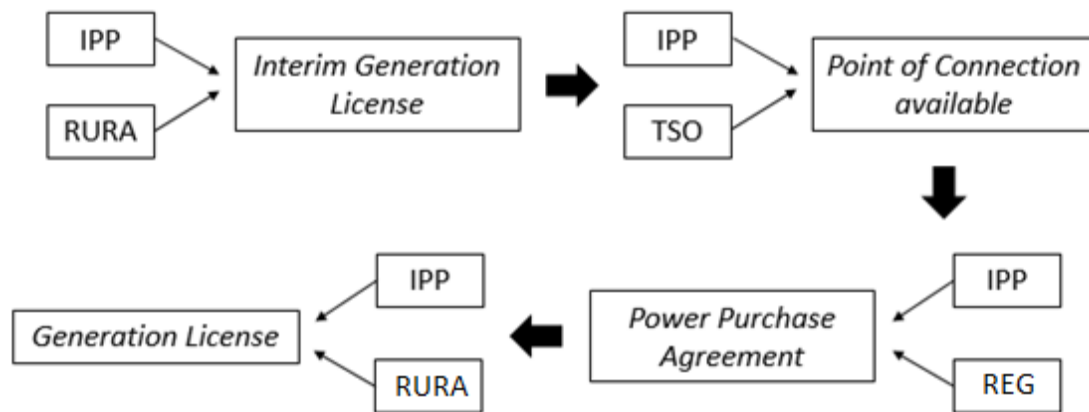 IPP
RURA
Interim Generation
License
IPP
TSO
Point of Connection
available
IPP
REG
Power Purchase
Agreement
IPP
RURA
Generation License